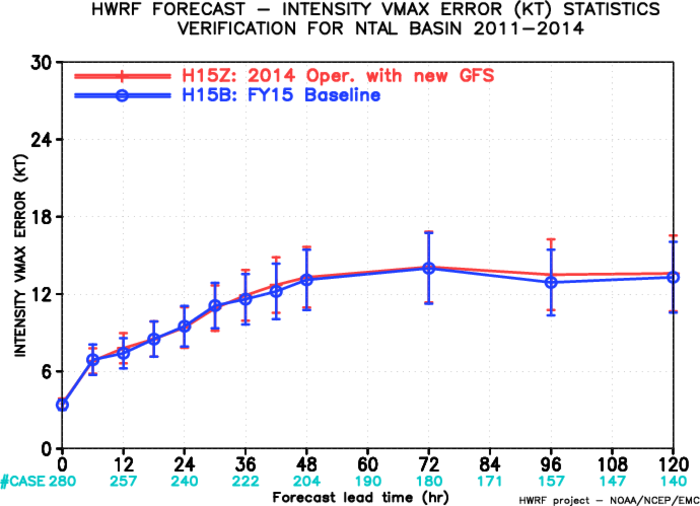 HWRF FORECAST – INTENSITY VMAX ERROR (KT) STATISTICS
VERIFICATION FOR NTAL BASIN 2011–2014
H15Z: 2014 Oper. with new GFS
H15B: FY15 Baseline
INTENSITY VMAX ERROR (KT)
30
24
18
12
6
0
0 12 24 36 48 60 72 84 96 108 120
#CASE 280 257 240 222 204 190 180 171 157 147 140
Forecast lead time (hr)
HWRF project – NOAA/NCEP/EMC